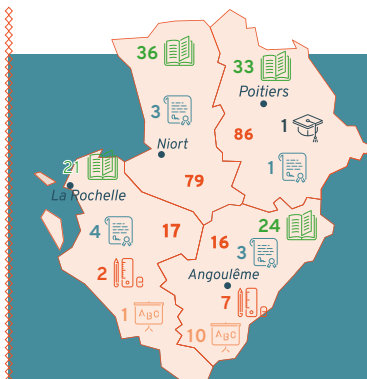 36
33
Poitiers
3
86
1
Niort
21
1
79
La Rochelle
24
4
17
16
3
Angoulême
2
7
1
ABC
10
ABC